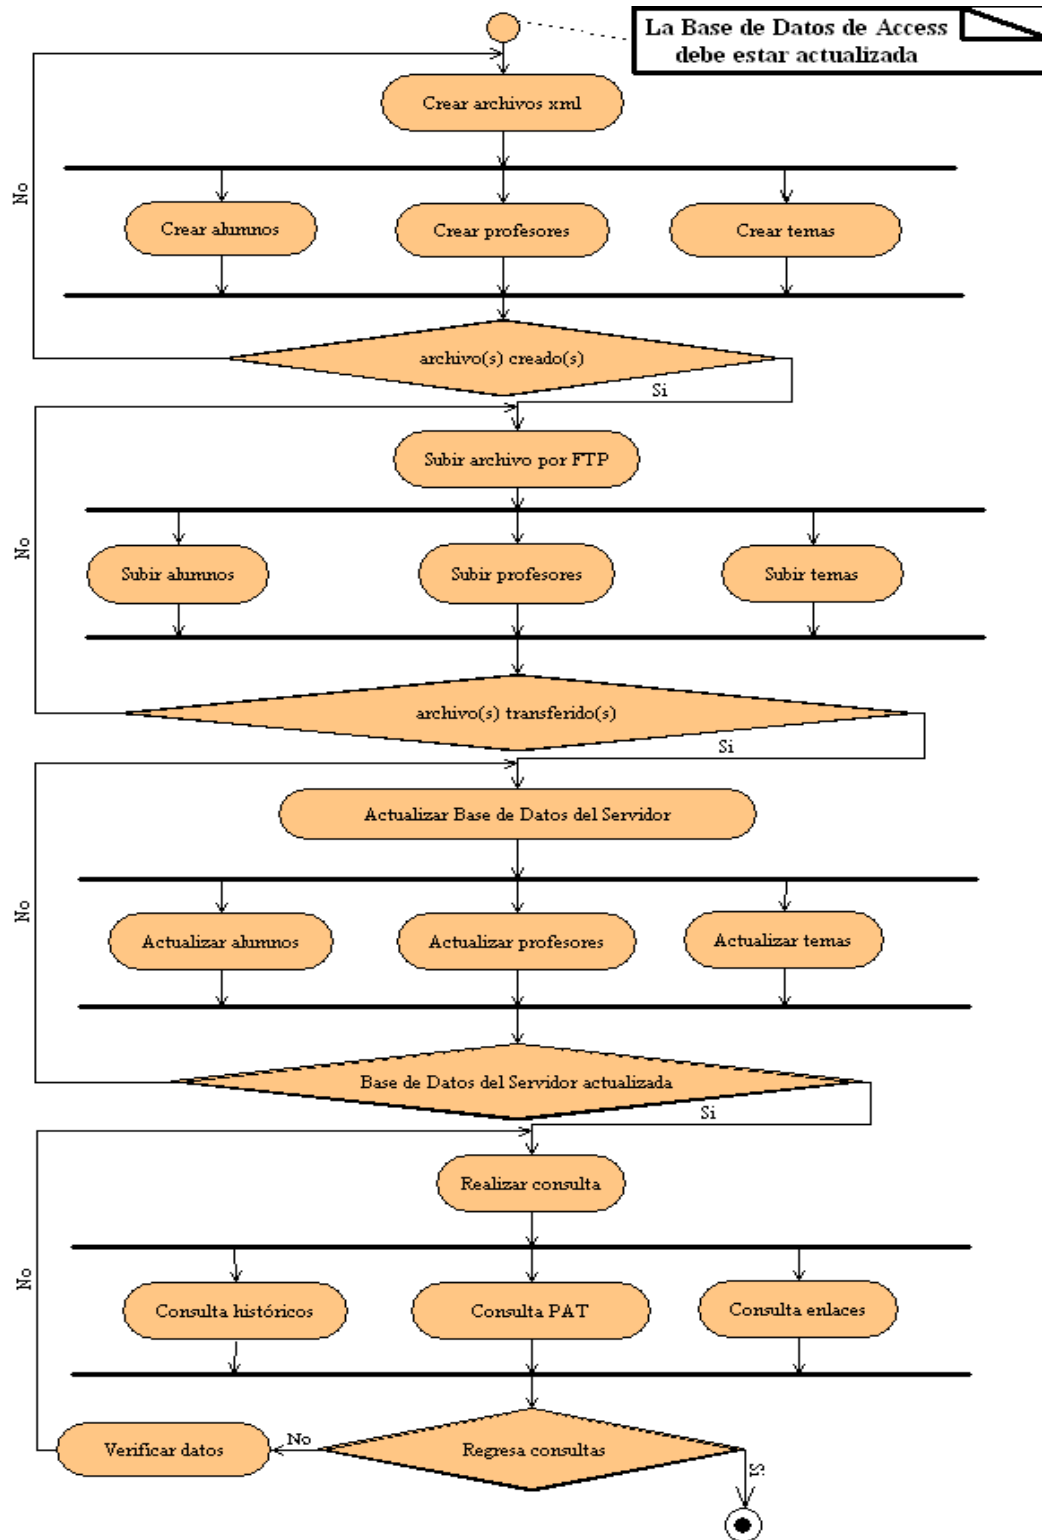 La Base de Datos de Access
debe estar actualizada
Crear archivos xml
No
Crear alumnos
Crear profesores
Crear temas
archivo(s) creado(s)
Si
Subir archivo por FTP
No
Subir alumnos
Subir profesores
Subir temas
archivo(s) transferido(s)
Si
Actualizar Base de Datos del Servidor
No
Actualizar alumnos
Actualizar profesores
Actualizar temas
Base de Datos del Servidor actualizada
Si
Realizar consulta
No
Consulta históricos
Consulta PAT
Consulta enlaces
Verificar datos
No
Regresa consultas
Si